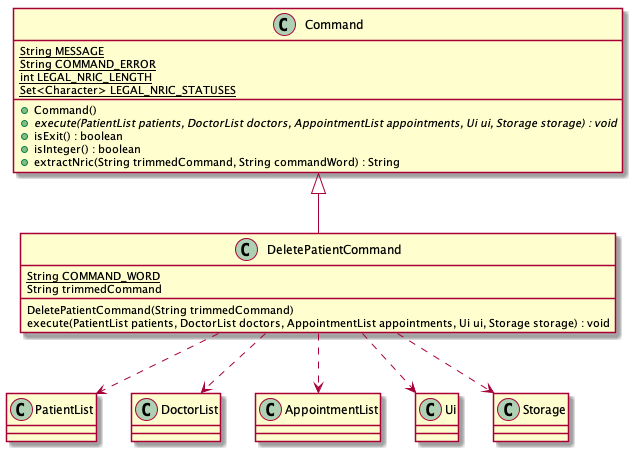 C Command
String MESSAGE
String COMMAND_ERROR
int LEGAL_NRIC_LENGTH
Set<Character> LEGAL_NRIC_STATUSES
Command()
execute(PatientList patients, DoctorList doctors, AppointmentList appointments, Ui ui, Storage storage) : void
isExit() : boolean
isInteger() : boolean
extractNric(String trimmedCommand, String commandWord) : String
C DeletePatientCommand
String COMMAND_WORD
String trimmedCommand
DeletePatientCommand(String trimmedCommand)
execute(PatientList patients, DoctorList doctors, AppointmentList appointments, Ui ui, Storage storage) : void
C PatientList
C DoctorList
C AppointmentList
C Ui
C Storage